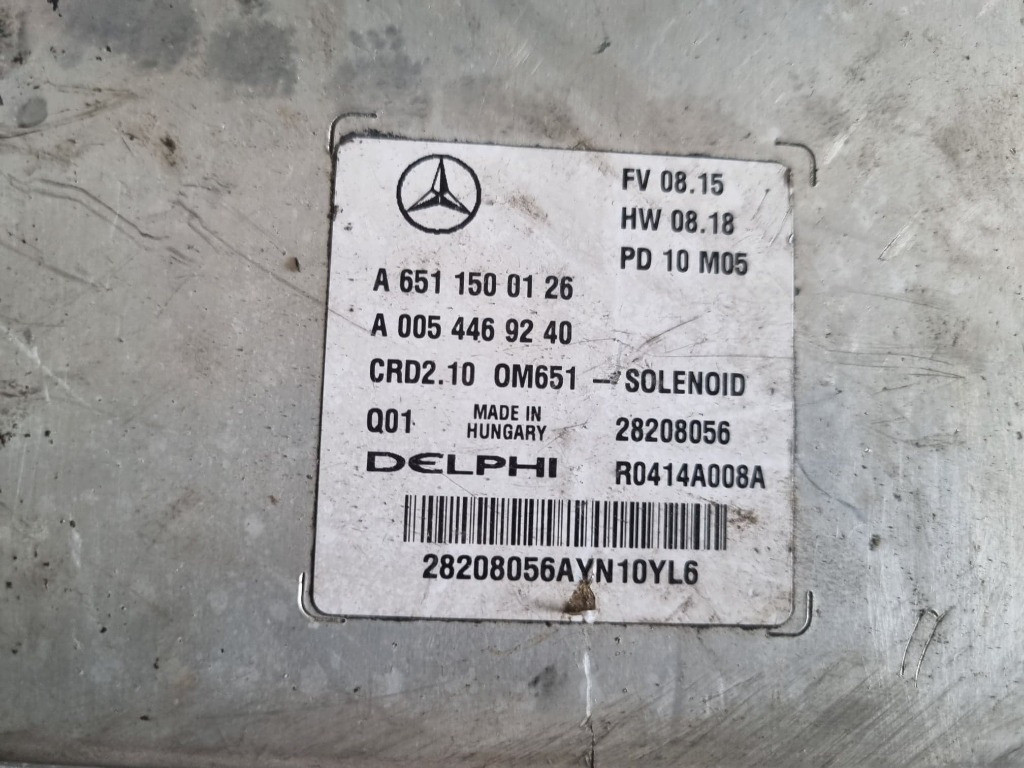 FV 08.15
HW 08.18
PD 10 M05
A 651 150 01 26
A 005 446 92 40
CRD2.10 OM651 - SOLENOID
Q01 MADE IN HUNGARY 28208056
DELPHI R0414A008A
28208056AYN10YL6